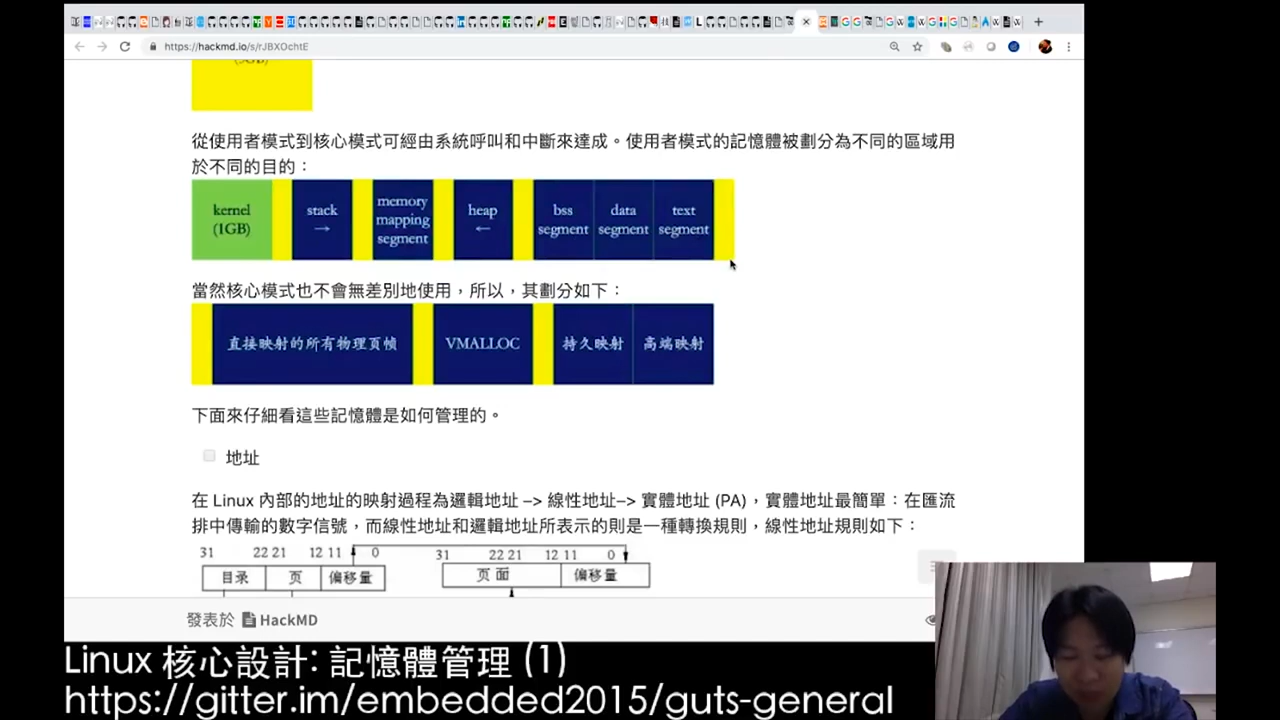 https://hackmd.io/s/rJBXOchtE
從使用者模式到核心模式可經由系統呼叫和中斷來達成。使用者模式的記憶體被劃分為不同的區域用
於不同的目的：
kernel
(1GB)
stack
→
memory
mapping
segment
heap
←
bss
segment
data
segment
text
segment
當然核心模式也不會無差別地使用，所以，其劃分如下：
直接映射的所有物理頁幀
VMALLOC
持久映射
高端映射
下面來仔細看這些記憶體是如何管理的。
地址
在 Linux 內部的地址的映射過程為邏輯地址 –> 線性地址–> 實體地址 (PA)，實體地址最簡單：在匯流
排中傳輸的數字信號，而線性地址和邏輯地址所表示的則是一種轉換規則，線性地址規則如下：
31 22 21 12 11 0
目录 页 偏移量
31 22 21 12 11 0
页 面 偏移量
發表於 HackMD
Linux 核心設計: 記憶體管理 (1)
https://gitter.im/embedded2015/guts-general